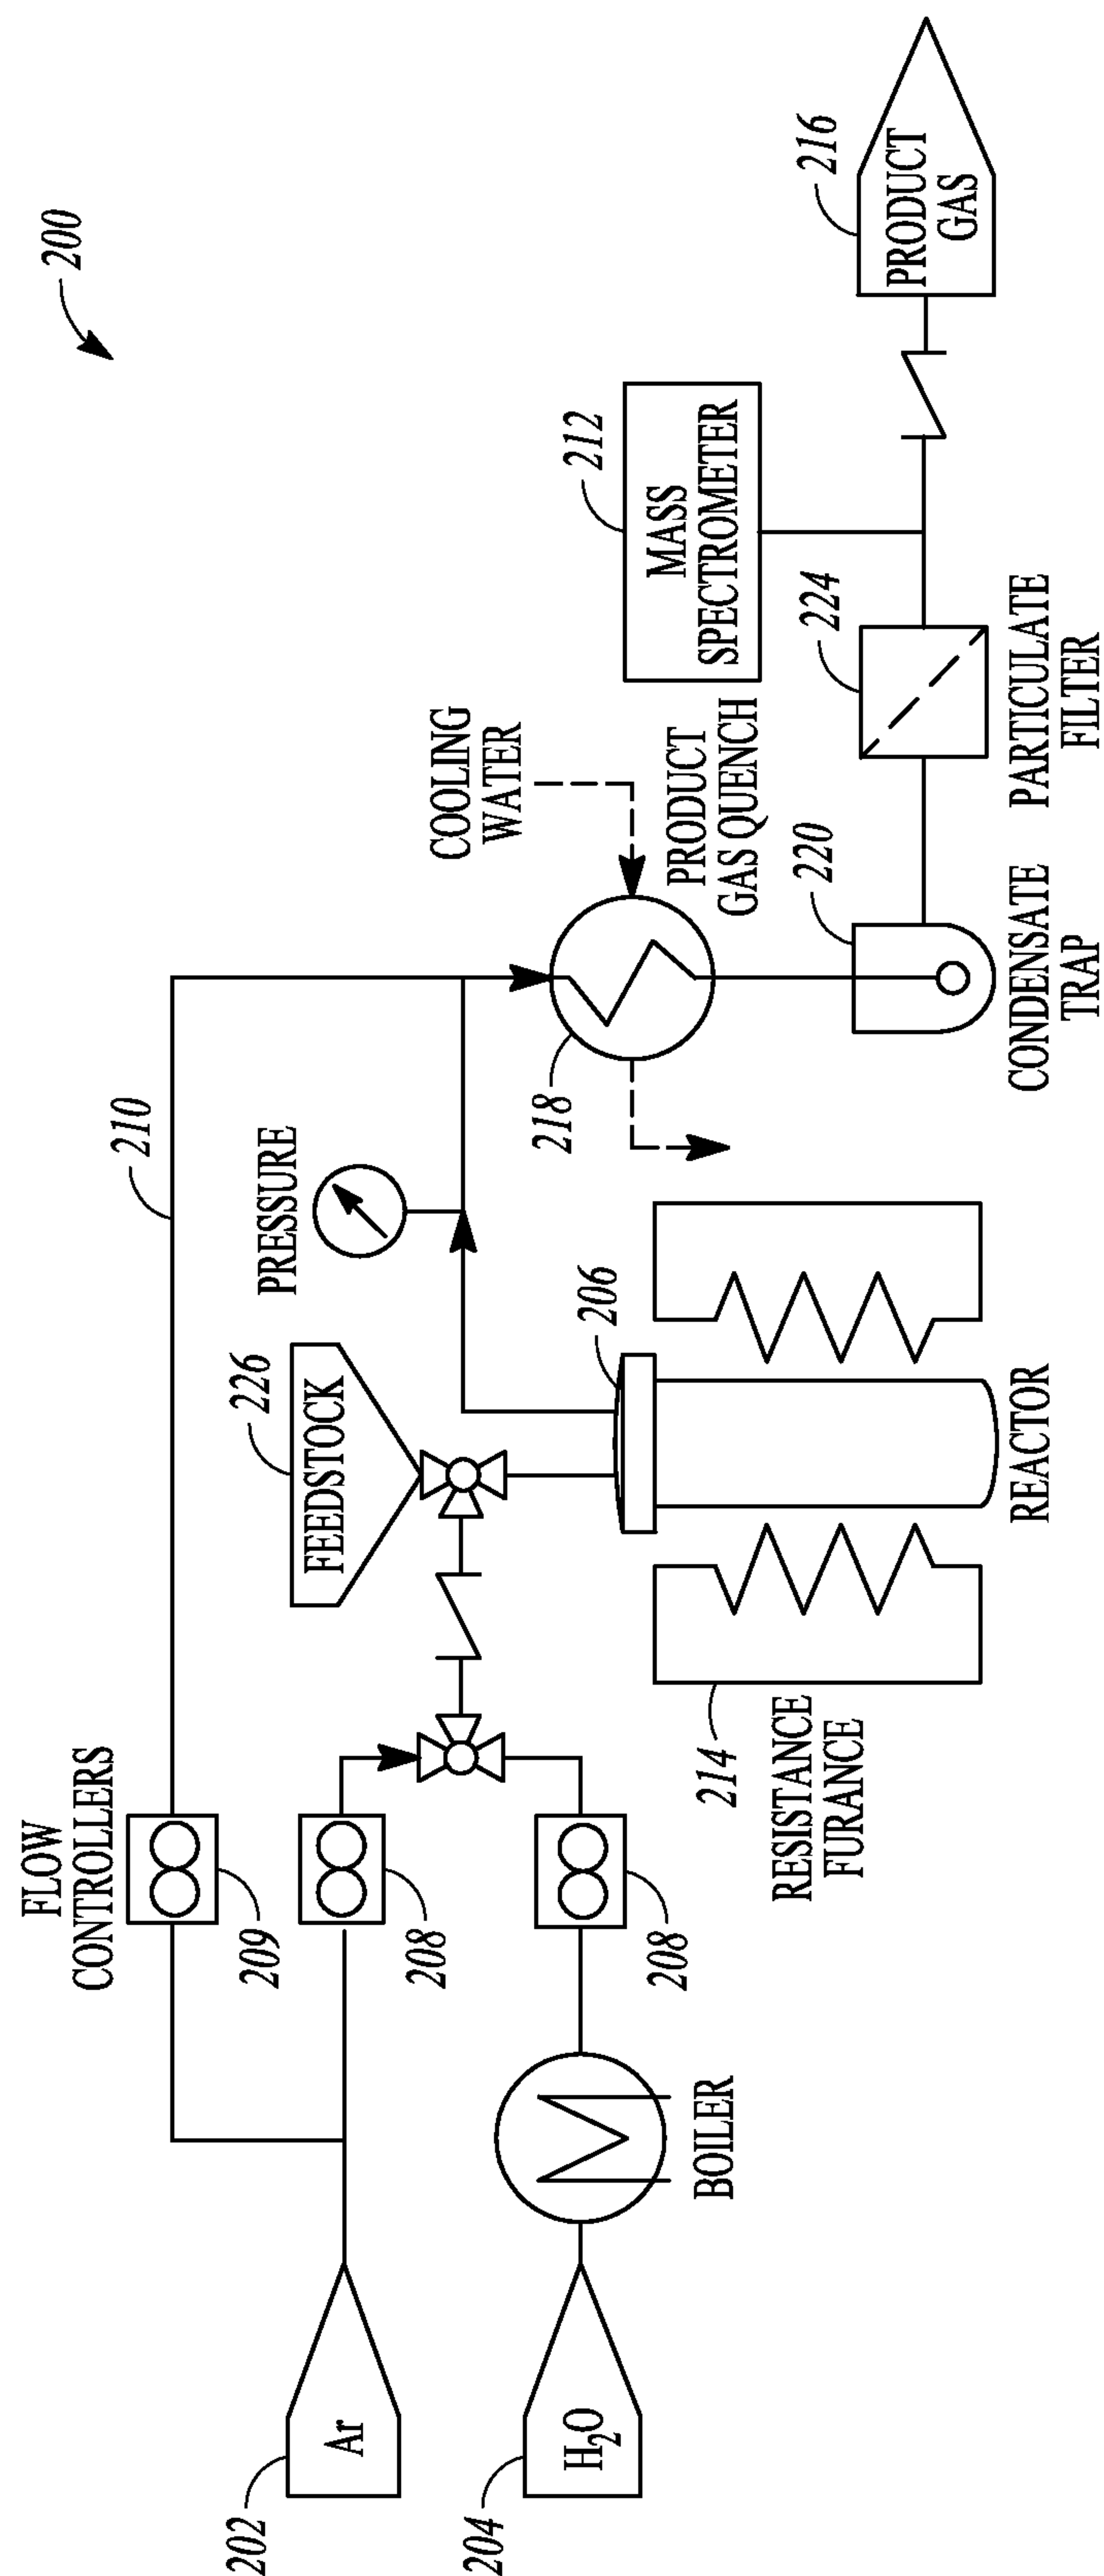 200
FLOW
CONTROLLERS
209
210
202
Ar
208
226
FEEDSTOCK
PRESSURE
204
H2O
BOILER
208
206
218
COOLING
WATER
PRODUCT
GAS QUENCH
212
MASS
SPECTROMETER
214
RESISTANCE
FURANCE
REACTOR
220
CONDENSATE
TRAP
224
PARTICULATE
FILTER
216
PRODUCT
GAS